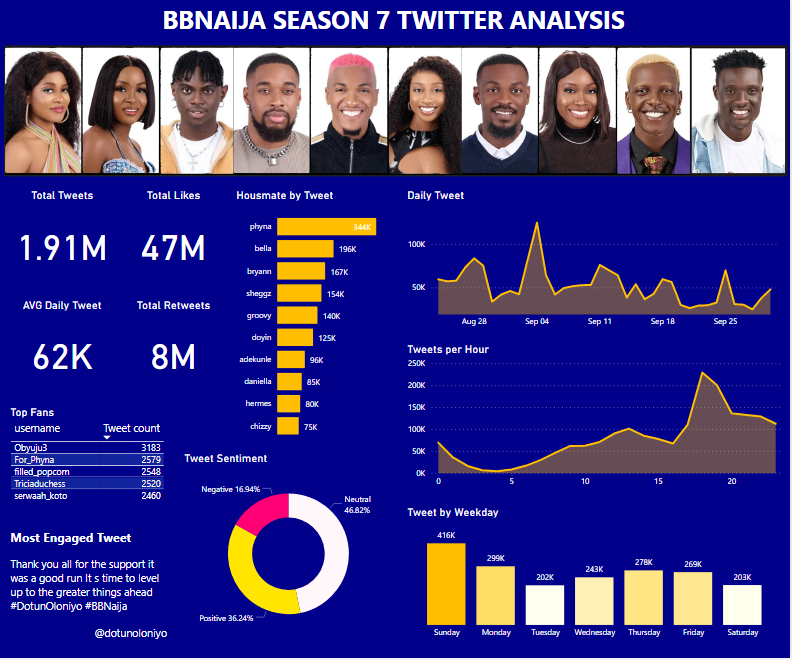 BBNAIJA SEASON 7 TWITTER ANALYSIS
Total Tweets
Total Likes
1.91M
47M
AVG Daily Tweet
Total Retweets
62K
8M
Top Fans
username Tweet count
Obyuju3 3183
For_Phyna 2579
filled_popcorn 2548
Triciaduchess 2520
serwaah_koto 2460
Most Engaged Tweet
Thank you all for the support it
was a good run It s time to level
up to the greater things ahead
#DotunOloniyo #BBNaija
@dotunoloniyo
Housmate by Tweet
phyna 344K
bella 196K
bryann 167K
sheggz 154K
groovy 140K
doyin 125K
adekunle 96K
daniella 85K
hermes 80K
chizzy 75K
Tweet Sentiment
Negative 16.94%
Neutral
46.82%
Positive 36.24%
Daily Tweet
100K
50K
Aug 28 Sep 04 Sep 11 Sep 18 Sep 25
Tweets per Hour
250K
200K
150K
100K
50K
0K
0 5 10 15 20
Tweet by Weekday
416K 299K 202K 243K 278K 269K 203K
Sunday Monday Tuesday Wednesday Thursday Friday Saturday